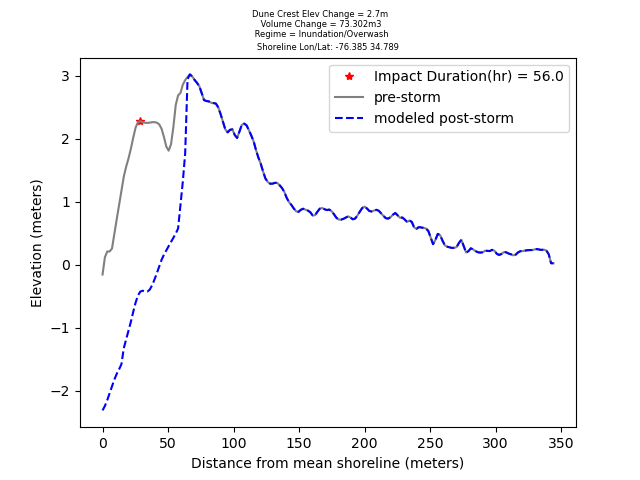 Dune Crest Elev Change = 2.7m
Volume Change = 73.302m3
Regime = Inundation/Overwash
Shoreline Lon/Lat: -76.385 34.789
Impact Duration(hr) = 56.0
pre-storm
modeled post-storm
3
2
1
0
−1
−2
Elevation (meters)
0 50 100 150 200 250 300 350
Distance from mean shoreline (meters)